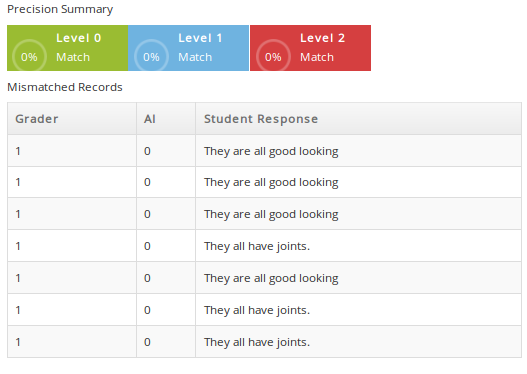 Precision Summary
0% Level 0 Match
0% Level 1 Match
0% Level 2 Match
Mismatched Records
Grader AI Student Response
1 0 They are all good looking
1 0 They are all good looking
1 0 They are all good looking
1 0 They all have joints.
1 0 They are all good looking
1 0 They all have joints.
1 0 They all have joints.